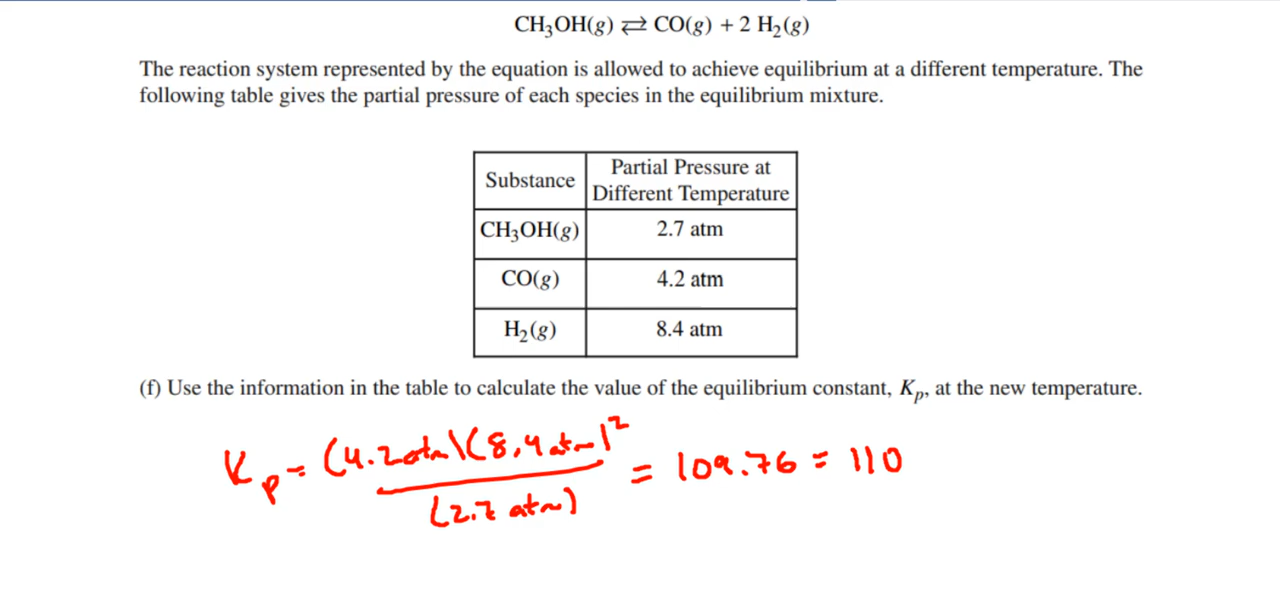 CH₃OH(g) ⇄ CO(g) + 2 H₂(g)
The reaction system represented by the equation is allowed to achieve equilibrium at a different temperature. The
following table gives the partial pressure of each species in the equilibrium mixture.
Substance
Partial Pressure at
Different Temperature
CH₃OH(g)
2.7 atm
CO(g)
4.2 atm
H₂(g)
8.4 atm
(f) Use the information in the table to calculate the value of the equilibrium constant, Kₚ, at the new temperature.
Kₚ = (4.2 atm)(8.4 atm)² / (2.7 atm) = 109.76 = 110